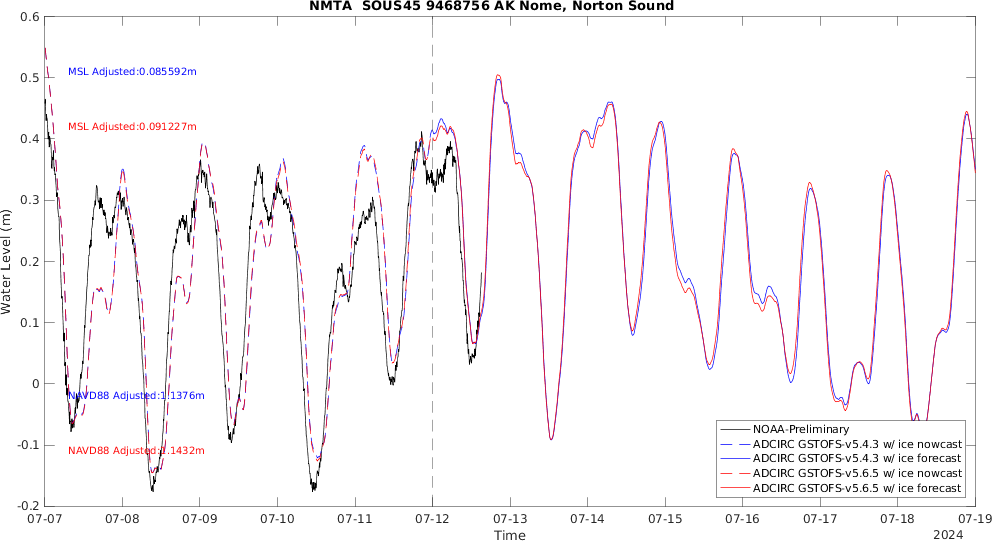 NMTA SOUS45 9468756 AK Nome, Norton Sound
0.6
0.5
0.4
0.3
0.2
0.1
0
-0.1
-0.2
Water Level (m)
MSL Adjusted:0.085592m
MSL Adjusted:0.091227m
NAVD88 Adjusted:1.1376m
NAVD88 Adjusted:1.1432m
NOAA-Preliminary
ADCIRC GSTOFS-v5.4.3 w/ ice nowcast
ADCIRC GSTOFS-v5.4.3 w/ ice forecast
ADCIRC GSTOFS-v5.6.5 w/ ice nowcast
ADCIRC GSTOFS-v5.6.5 w/ ice forecast
07-07 07-08 07-09 07-10 07-11 07-12 07-13 07-14 07-15 07-16 07-17 07-18 07-19
Time
2024